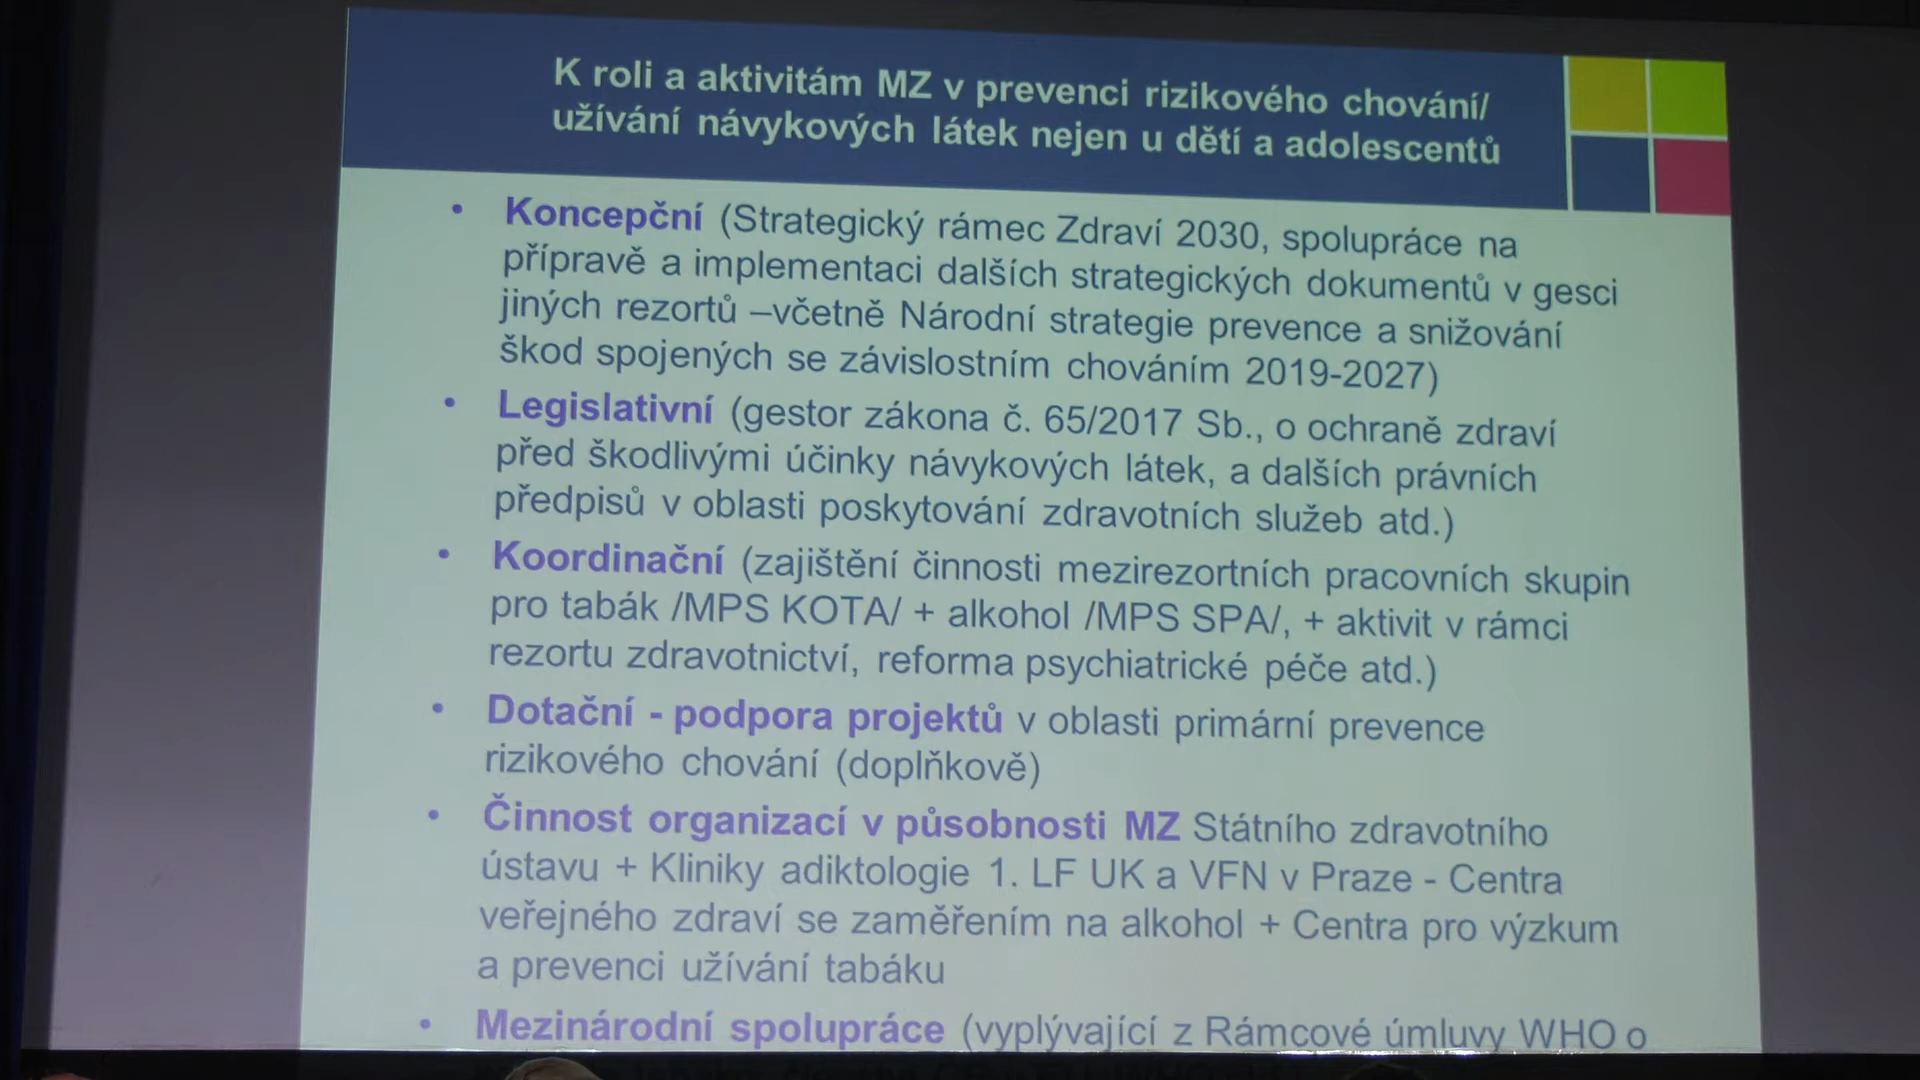 K roli a aktivitám MZ v prevenci rizikového chování/
užívání návykových látek nejen u dětí a adolescentů
• Koncepční (Strategický rámec Zdraví 2030, spolupráce na
přípravě a implementaci dalších strategických dokumentů v gesci
jiných rezortů –včetně Národní strategie prevence a snižování
škod spojených se závislostním chováním 2019-2027)
• Legislativní (gestor zákona č. 65/2017 Sb., o ochraně zdraví
před škodlivými účinky návykových látek, a dalších právních
předpisů v oblasti poskytování zdravotních služeb atd.)
• Koordinační (zajištění činnosti mezirezortních pracovních skupin
pro tabák /MPS KOTA/ + alkohol /MPS SPA/, + aktivit v rámci
rezortu zdravotnictví, reforma psychiatrické péče atd.)
• Dotační - podpora projektů v oblasti primární prevence
rizikového chování (doplňkově)
• Činnost organizací v působnosti MZ Státního zdravotního
ústavu + Kliniky adiktologie 1. LF UK a VFN v Praze - Centra
veřejného zdraví se zaměřením na alkohol + Centra pro výzkum
a prevenci užívání tabáku
• Mezinárodní spolupráce (vyplývající z Rámcové úmluvy WHO o